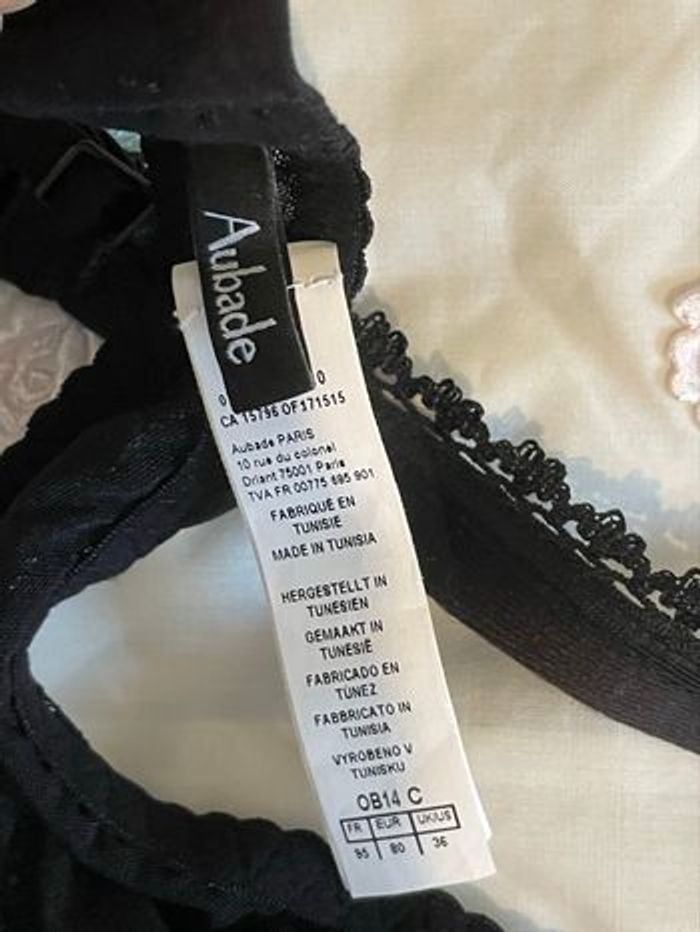 Aubade
0 0
CA 15796 OF171515
Aubade PARIS
10 rue du colonel
Driant 75001 Paris
TVA FR 00775 695 901
FABRIQUÉ EN
TUNISIE
MADE IN TUNISIA
HERGESTELLT IN
TUNESIEN
GEMAAKT IN
TUNESIË
FABRICADO EN
TÚNEZ
FABBRICATO IN
TUNISIA
VYROBENO V
TUNISKU
OB14 C
FR EUR UK/US
95 80 36